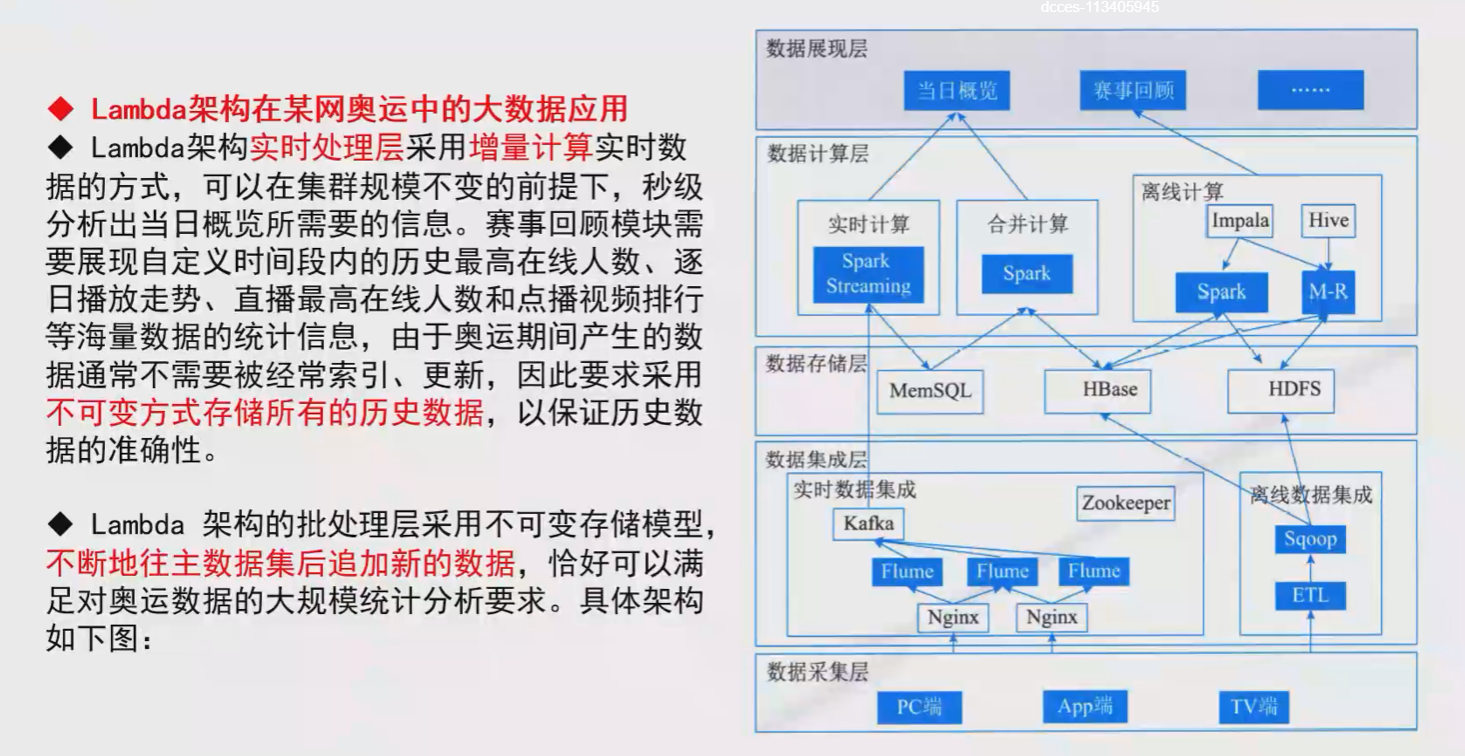 dcces-113405945
◆ Lambda架构在某网奥运中的大数据应用
◆ Lambda架构实时处理层采用增量计算实时数
据的方式，可以在集群规模不变的前提下，秒级
分析出当日概览所需要的信息。赛事回顾模块需
要展现自定义时间段内的历史最高在线人数、逐
日播放走势、直播最高在线人数和点播视频排行
等海量数据的统计信息，由于奥运期间产生的数
据通常不需要被经常索引、更新，因此要求采用
不可变方式存储所有的历史数据，以保证历史数
据的准确性。
◆ Lambda 架构的批处理层采用不可变存储模型，
不断地往主数据集后追加新的数据，恰好可以满
足对奥运数据的大规模统计分析要求。具体架构
如下图：
数据展现层
当日概览 赛事回顾 ……
数据计算层
实时计算
Spark
Streaming
合并计算
Spark
离线计算
Impala Hive
Spark M-R
数据存储层
MemSQL HBase HDFS
数据集成层
实时数据集成
Kafka
Zookeeper
Flume Flume Flume
Nginx Nginx
离线数据集成
Sqoop
ETL
数据采集层
PC端 App端 TV端